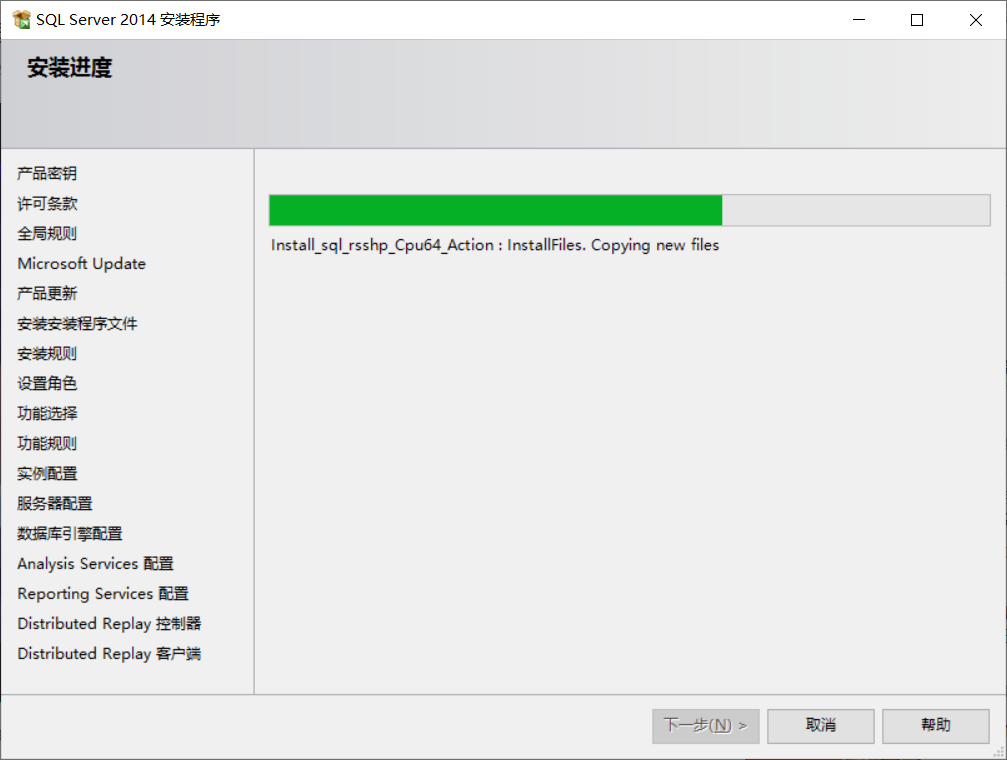 SQL Server 2014 安装程序
安装进度
产品密钥
许可条款
全局规则
Microsoft Update
产品更新
安装安装程序文件
安装规则
设置角色
功能选择
功能规则
实例配置
服务器配置
数据库引擎配置
Analysis Services 配置
Reporting Services 配置
Distributed Replay 控制器
Distributed Replay 客户端
Install_sql_rsshp_Cpu64_Action : InstallFiles. Copying new files
下一步(N) >
取消
帮助